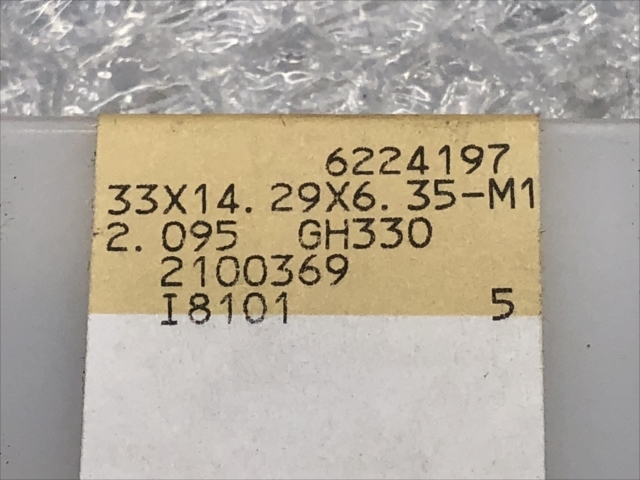 6224197
33X14.29X6.35-M1
2.095 GH330
2100369
I8101 5